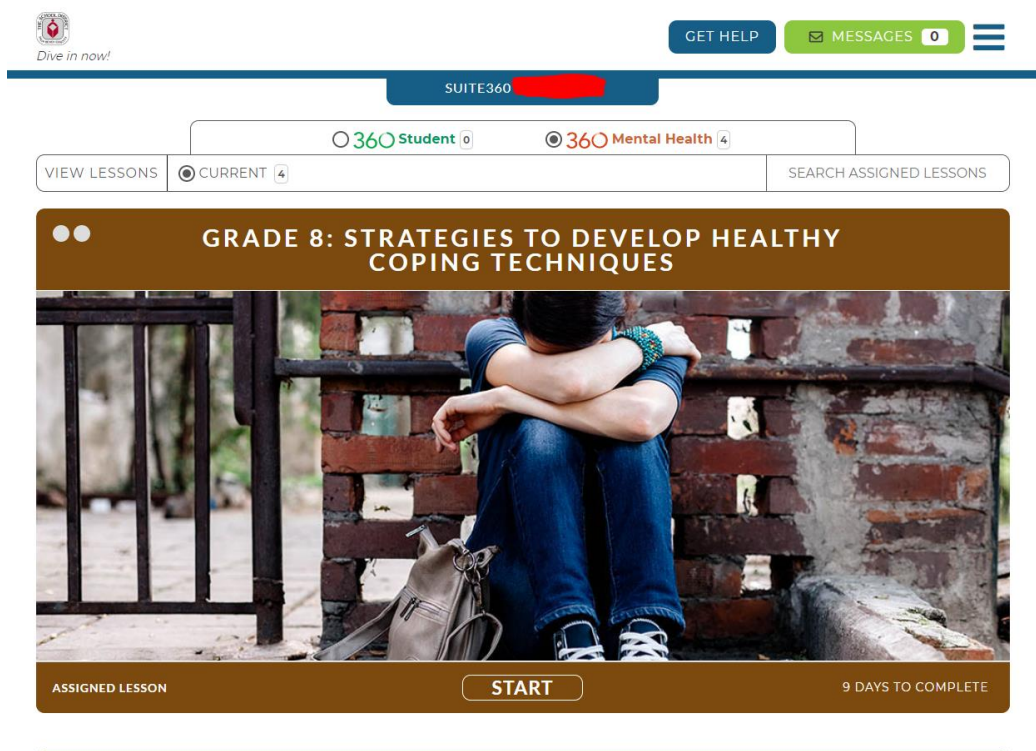 Dive in now!
GET HELP
MESSAGES 0
SUITE360
360 Student 0
360 Mental Health 4
VIEW LESSONS
CURRENT 4
SEARCH ASSIGNED LESSONS
GRADE 8: STRATEGIES TO DEVELOP HEALTHY
COPING TECHNIQUES
ASSIGNED LESSON
START
9 DAYS TO COMPLETE